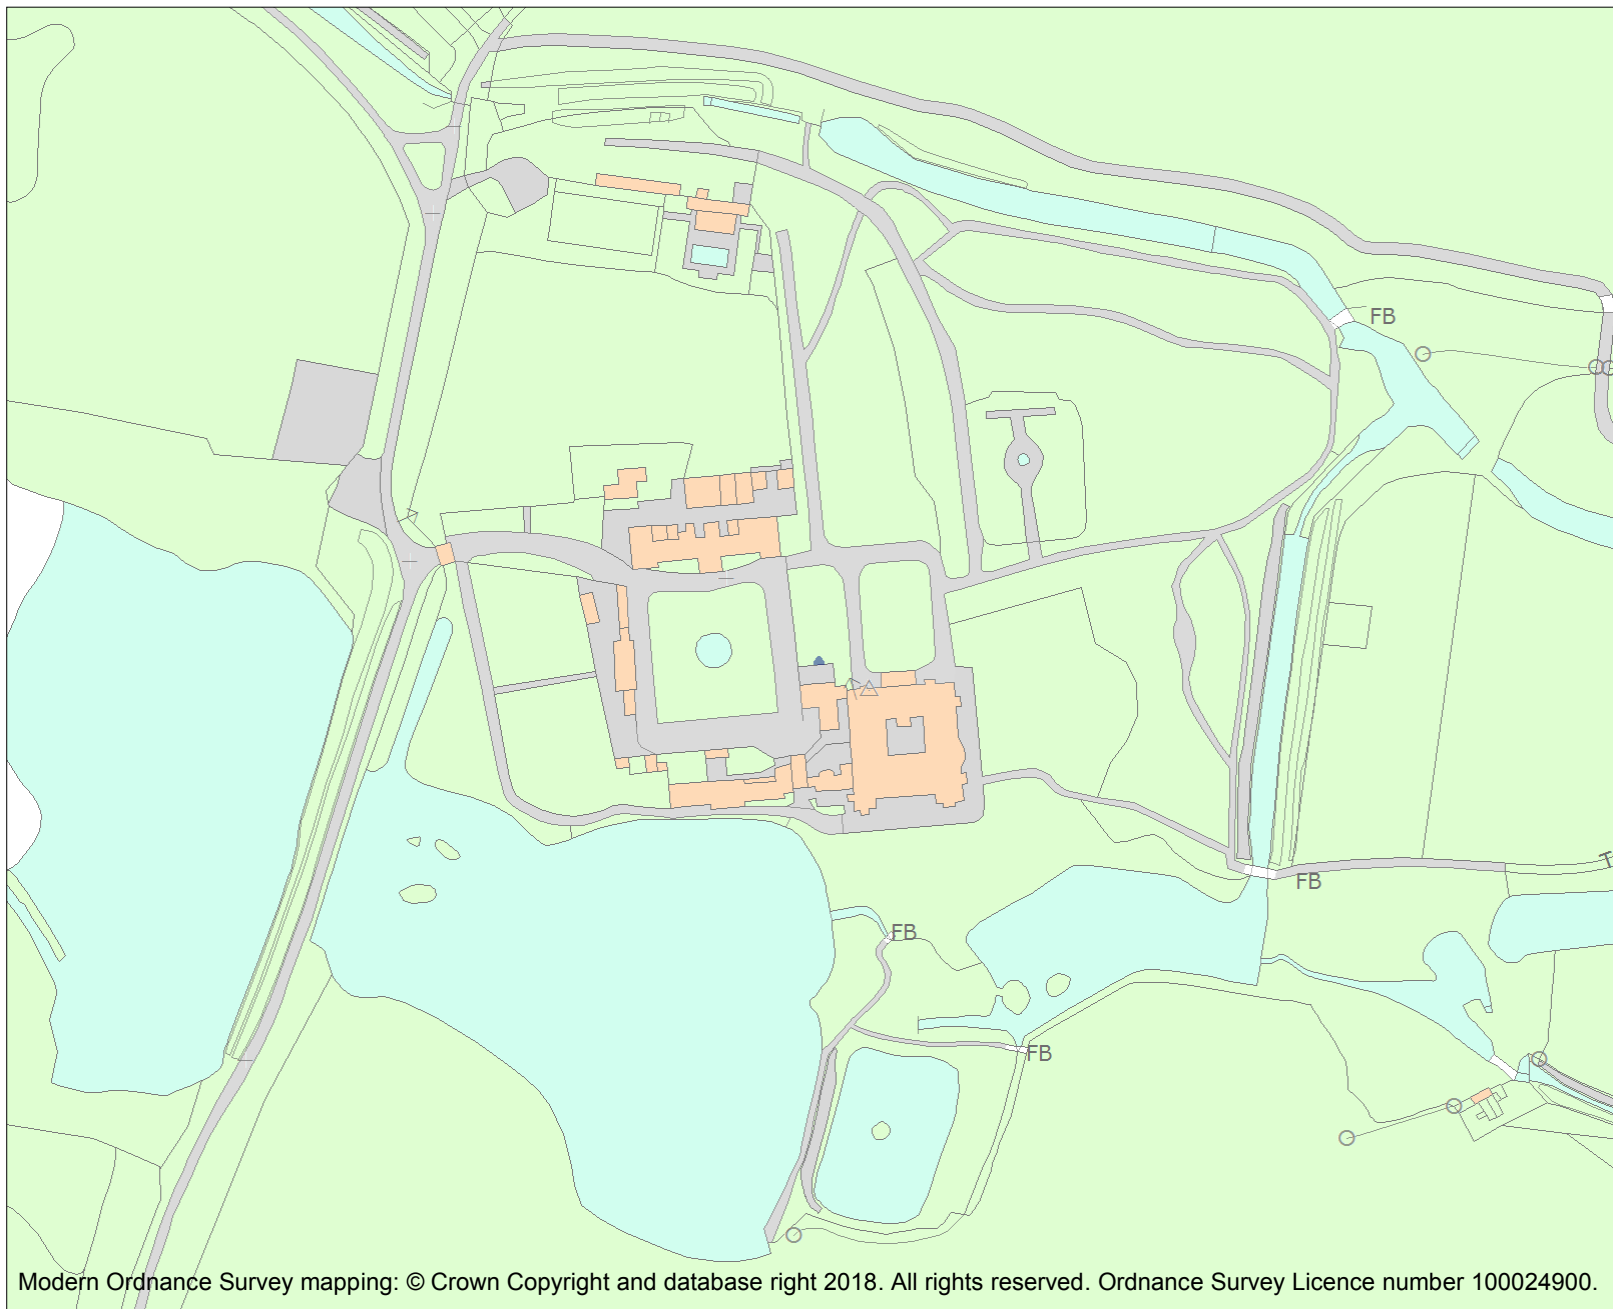 FB
T
FB
FB
FB
Modern Ordnance Survey mapping: © Crown Copyright and database right 2018. All rights reserved. Ordnance Survey Licence number 100024900.